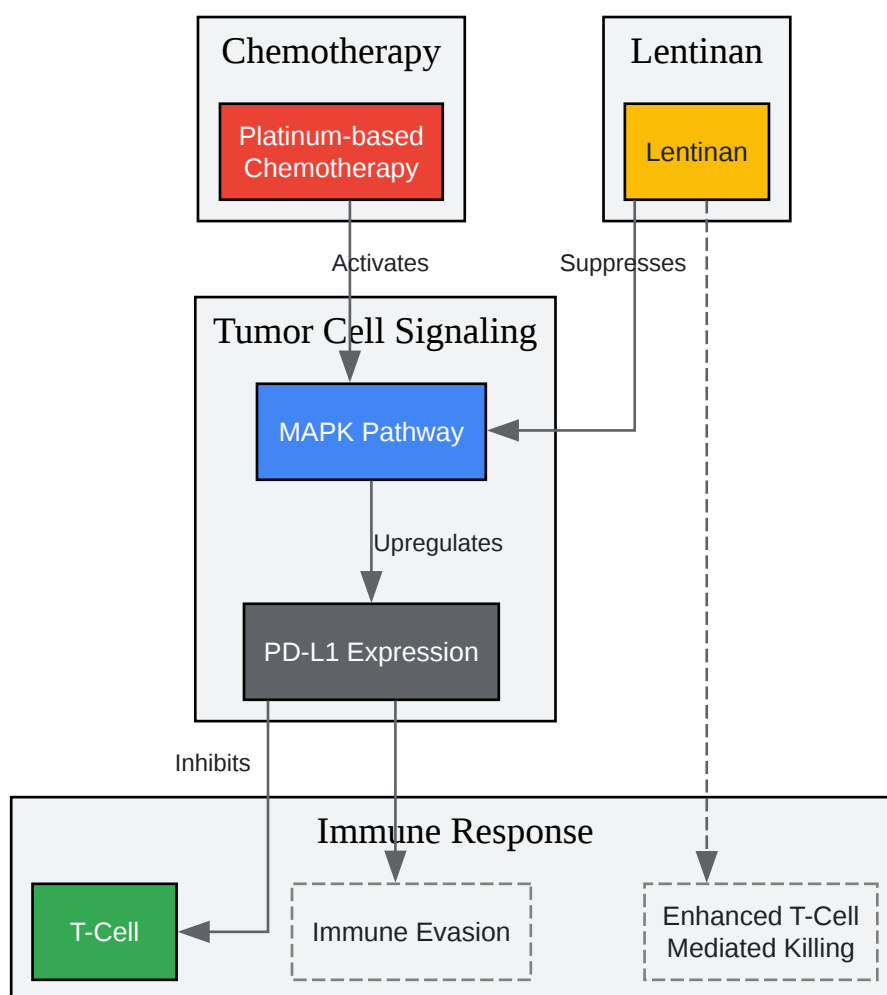 Chemotherapy
Lentinan
Platinum-based
Chemotherapy
Lentinan
Activates
Suppresses
Tumor Cell Signaling
MAPK Pathway
Upregulates
PD-L1 Expression
Inhibits
Immune Response
T-Cell
Immune Evasion
Enhanced T-Cell
Mediated Killing